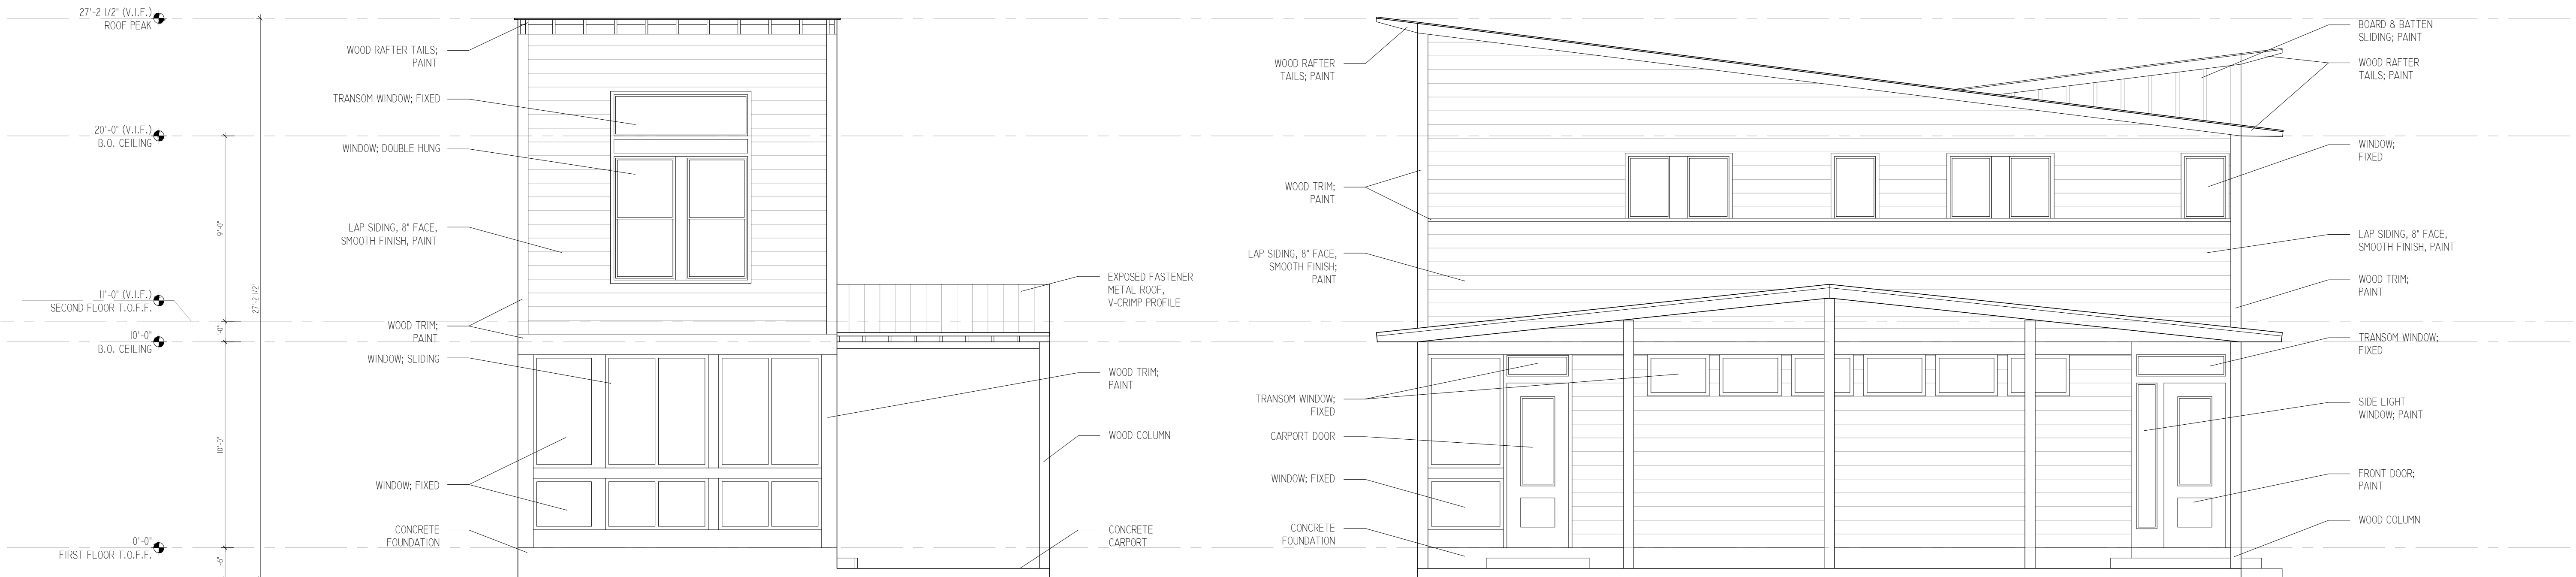 27'-2 1/2" (V.I.F.)
ROOF PEAK
20'-0" (V.I.F.)
B.O. CEILING
11'-0" (V.I.F.)
SECOND FLOOR T.O.F.F.
10'-0"
B.O. CEILING
0'-0"
FIRST FLOOR T.O.F.F.
9'-0"
1'-0"
10'-0"
1'-6"
27'-2 1/2"
WOOD RAFTER TAILS;
PAINT
TRANSOM WINDOW; FIXED
WINDOW; DOUBLE HUNG
LAP SIDING, 8" FACE,
SMOOTH FINISH, PAINT
WOOD TRIM;
PAINT
WINDOW; SLIDING
WINDOW; FIXED
CONCRETE
FOUNDATION
EXPOSED FASTENER
METAL ROOF,
V-CRIMP PROFILE
WOOD TRIM;
PAINT
WOOD COLUMN
CONCRETE
CARPORT
WOOD RAFTER
TAILS; PAINT
WOOD TRIM;
PAINT
LAP SIDING, 8" FACE,
SMOOTH FINISH;
PAINT
TRANSOM WINDOW;
FIXED
CARPORT DOOR
WINDOW; FIXED
CONCRETE
FOUNDATION
BOARD & BATTEN
SLIDING; PAINT
WOOD RAFTER
TAILS; PAINT
WINDOW;
FIXED
LAP SIDING, 8" FACE,
SMOOTH FINISH, PAINT
WOOD TRIM;
PAINT
TRANSOM WINDOW;
FIXED
SIDE LIGHT
WINDOW; PAINT
FRONT DOOR;
PAINT
WOOD COLUMN